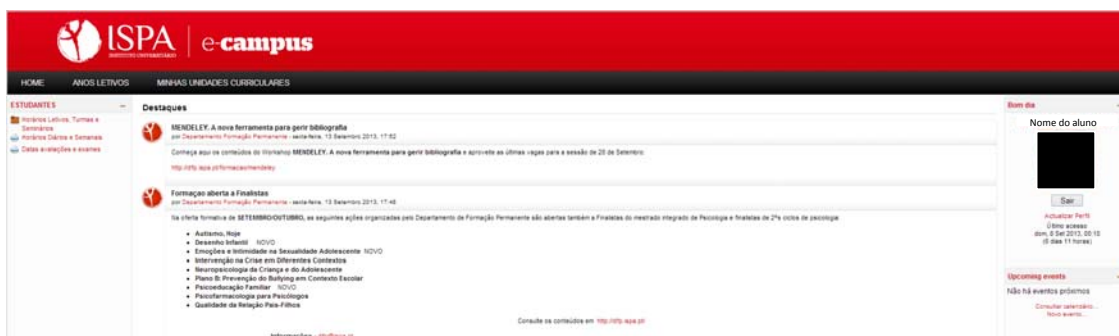 ISPA
INSTITUTO UNIVERSITÁRIO
e-campus
HOME ANOS LETIVOS MINHAS UNIDADES CURRICULARES
ESTUDANTES
Horários Letivos, Turmas e
Seminários
Horários Diários e Semanais
Datas avaliações e exames
Destaques
MENDELEY. A nova ferramenta para gerir bibliografia
por Departamento Formação Permanente - sexta-feira, 13 Setembro 2013, 17:52
Conheça aqui os conteúdos do Workshop MENDELEY. A nova ferramenta para gerir bibliografia e aproveite as últimas vagas para a sessão de 20 de Setembro.
http://dfp.ispa.pt/formacao/mendeley
Formaçao aberta a Finalistas
por Departamento Formação Permanente - sexta-feira, 13 Setembro 2013, 17:46
Na oferta formativa de SETEMBRO/OUTUBRO, as seguintes ações organizadas pelo Departamento de Formação Permanente são abertas também a Finalistas do mestrado integrado de Psicologia e finalistas de 2ºs ciclos de psicologia
Autismo, Hoje
Desenho Infantil NOVO
Emoções e Intimidade na Sexualidade Adolescente NOVO
Intervenção na Crise em Diferentes Contextos
Neuropsicologia da Criança e do Adolescente
Plano B: Prevenção do Bullying em Contexto Escolar
Psicoeducação Familiar NOVO
Psicofarmacologia para Psicólogos
Qualidade da Relação Pais-Filhos
Consulte os conteúdos em http://dfp.ispa.pt/
Bom dia
Nome do aluno
Sair
Actualizar Perfil
Último acesso
dom, 8 Set 2013, 00:15
(5 dias 11 horas)
Upcoming events
Não há eventos próximos
Consultar calendário...
Novo evento...